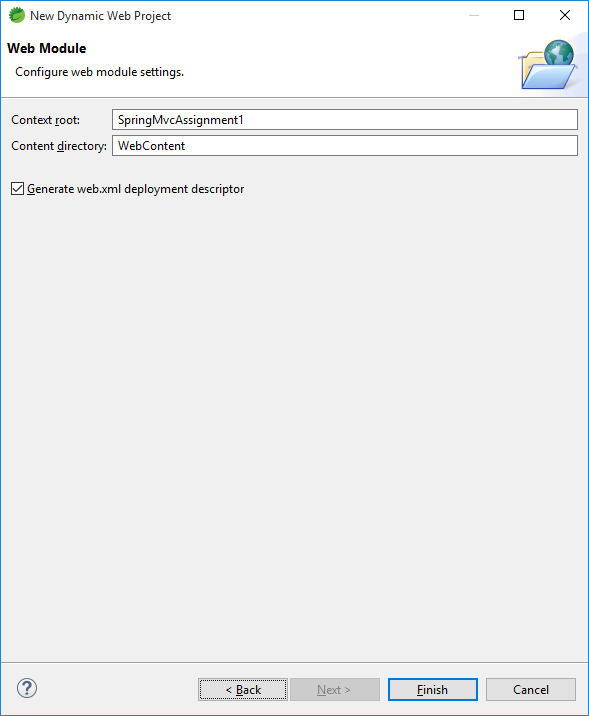 New Dynamic Web Project
Web Module
Configure web module settings.
Context root: SpringMvcAssignment1
Content directory: WebContent
Generate web.xml deployment descriptor
? < Back Next > Finish Cancel